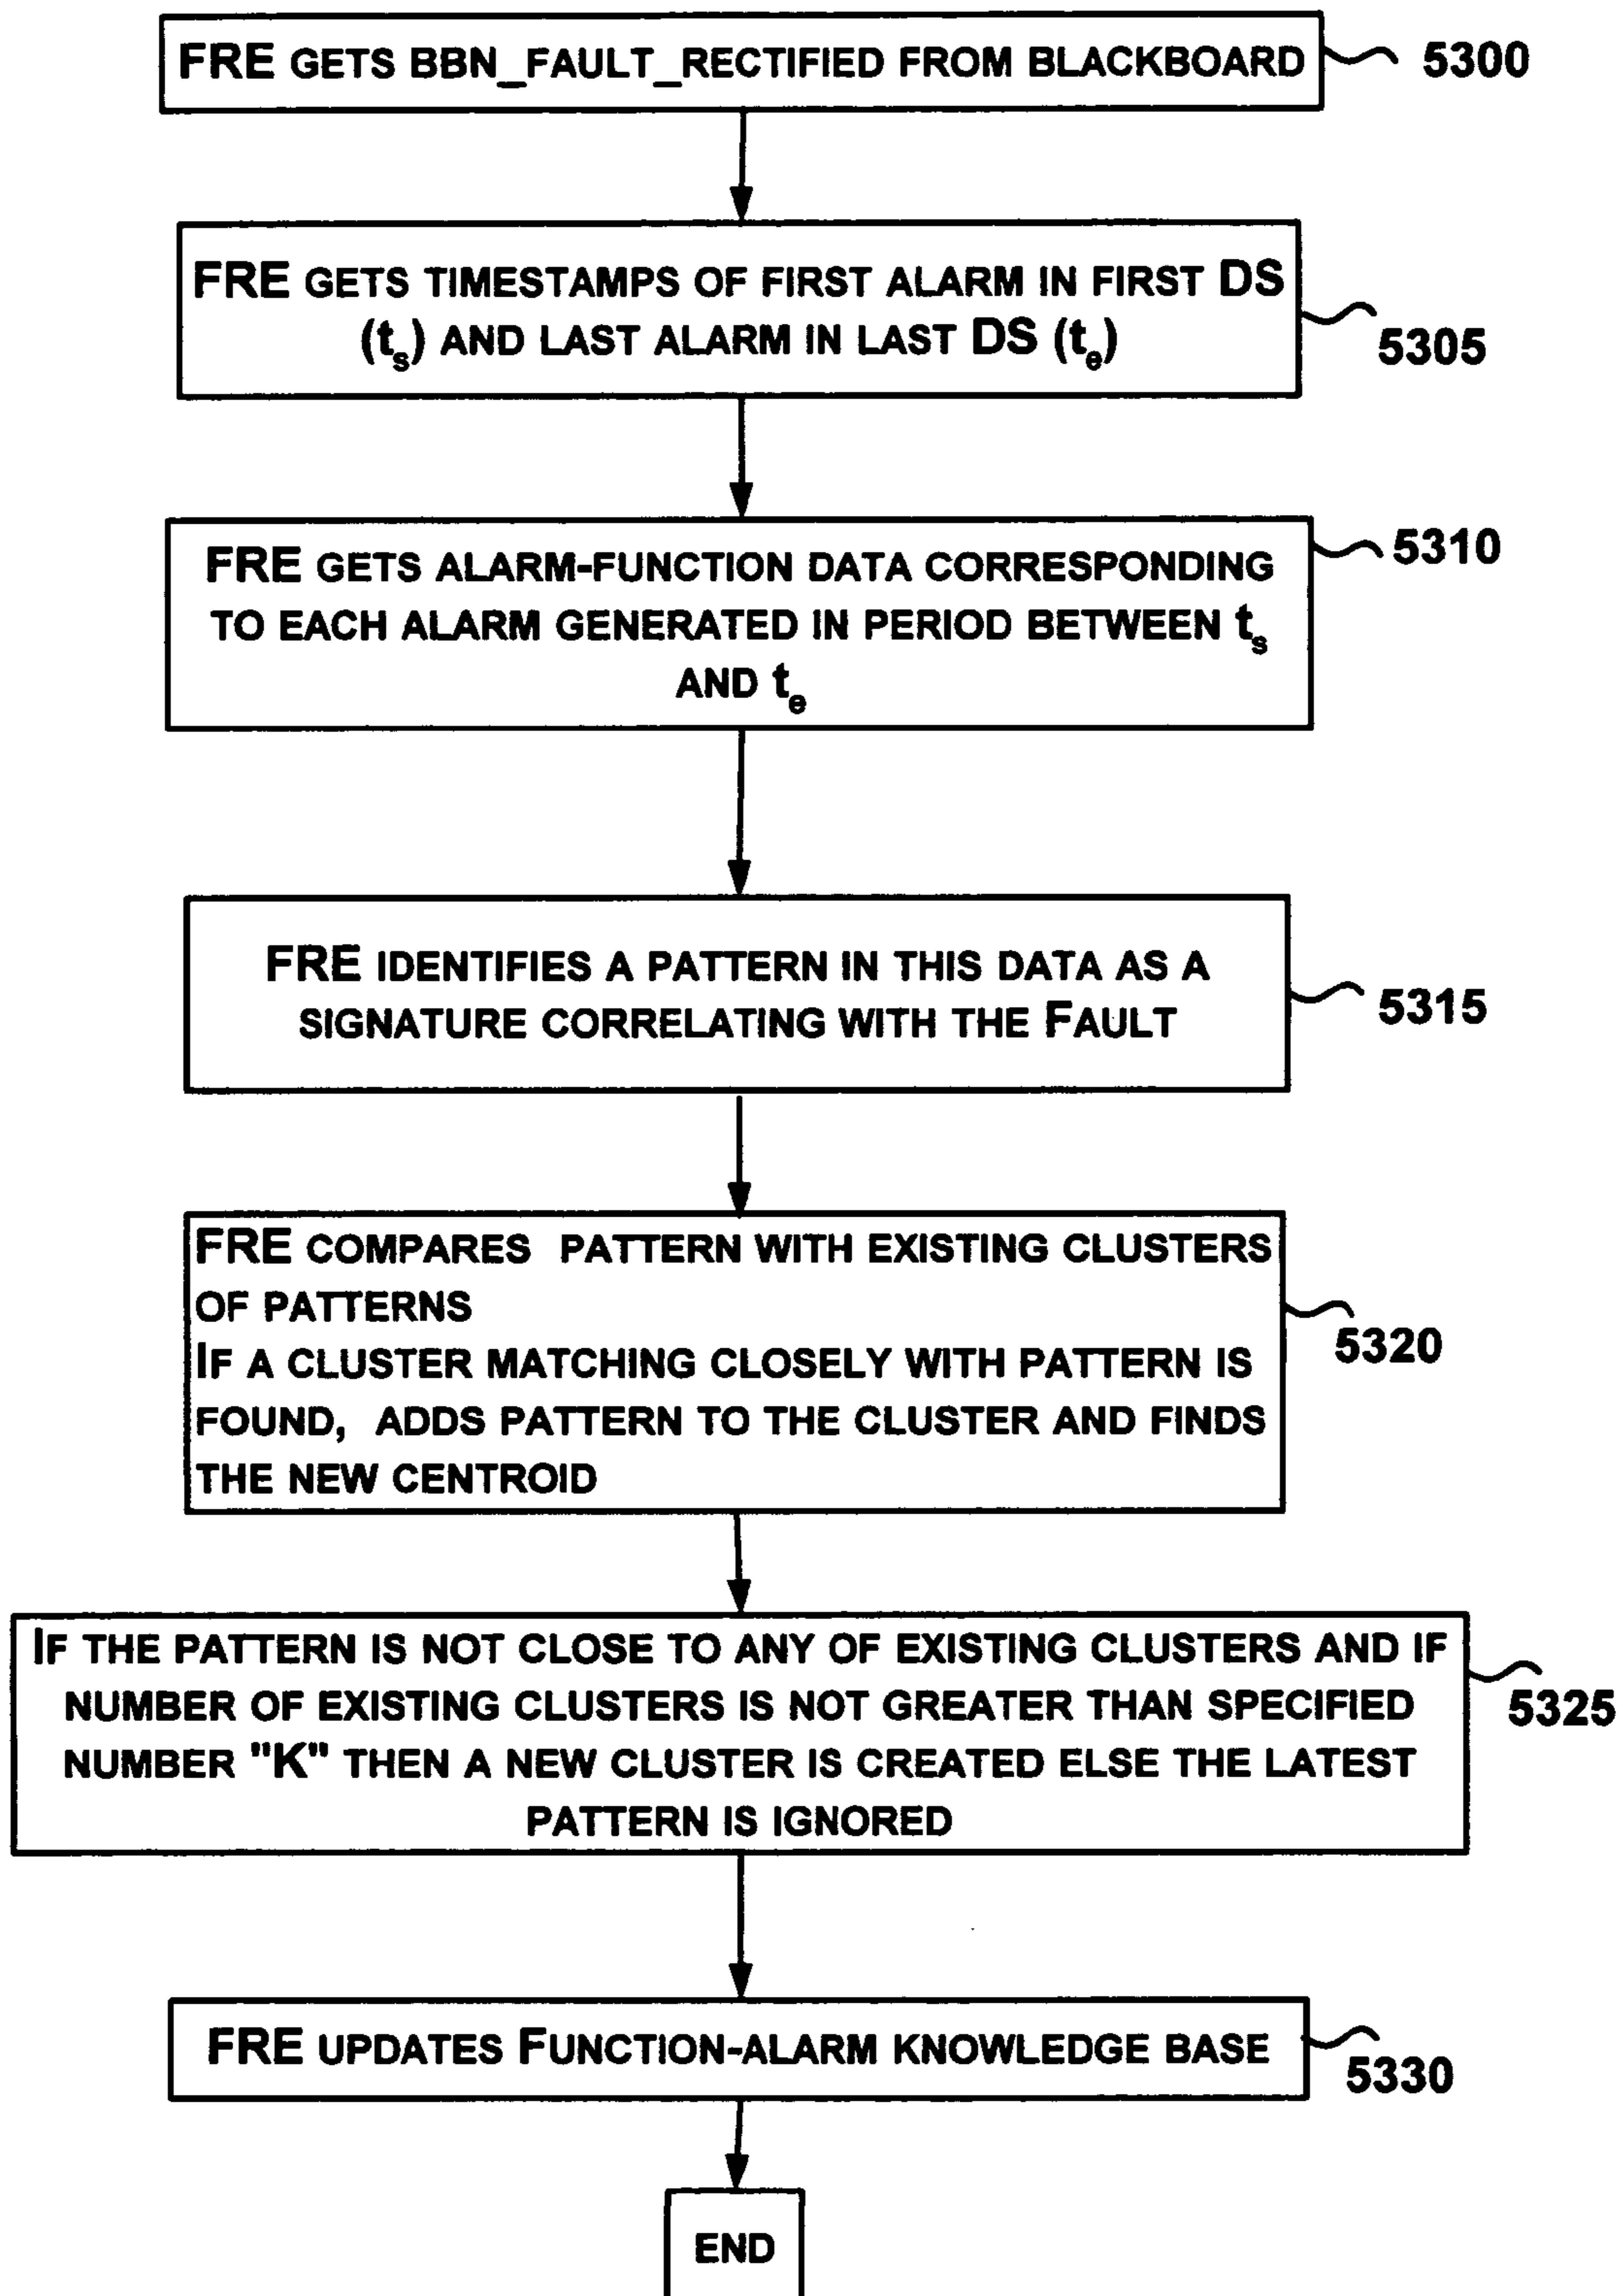 FRE GETS BBN_FAULT_RECTIFIED FROM BLACKBOARD
5300
FRE GETS TIMESTAMPS OF FIRST ALARM IN FIRST DS
(ts) AND LAST ALARM IN LAST DS (te)
5305
FRE GETS ALARM-FUNCTION DATA CORRESPONDING
TO EACH ALARM GENERATED IN PERIOD BETWEEN ts
AND te
5310
FRE IDENTIFIES A PATTERN IN THIS DATA AS A
SIGNATURE CORRELATING WITH THE FAULT
5315
FRE COMPARES PATTERN WITH EXISTING CLUSTERS
OF PATTERNS
IF A CLUSTER MATCHING CLOSELY WITH PATTERN IS
FOUND, ADDS PATTERN TO THE CLUSTER AND FINDS
THE NEW CENTROID
5320
IF THE PATTERN IS NOT CLOSE TO ANY OF EXISTING CLUSTERS AND IF
NUMBER OF EXISTING CLUSTERS IS NOT GREATER THAN SPECIFIED
NUMBER "K" THEN A NEW CLUSTER IS CREATED ELSE THE LATEST
PATTERN IS IGNORED
5325
FRE UPDATES FUNCTION-ALARM KNOWLEDGE BASE
5330
END